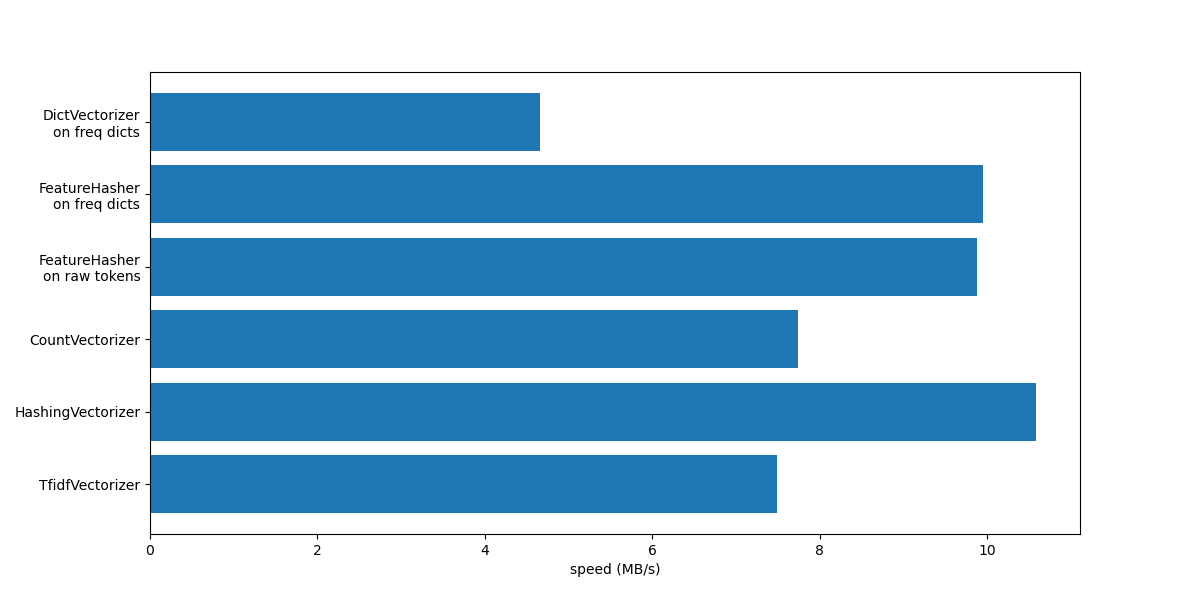 DictVectorizer
on freq dicts
FeatureHasher
on freq dicts
FeatureHasher
on raw tokens
CountVectorizer
HashingVectorizer
TfidfVectorizer
0 2 4 6 8 10
speed (MB/s)